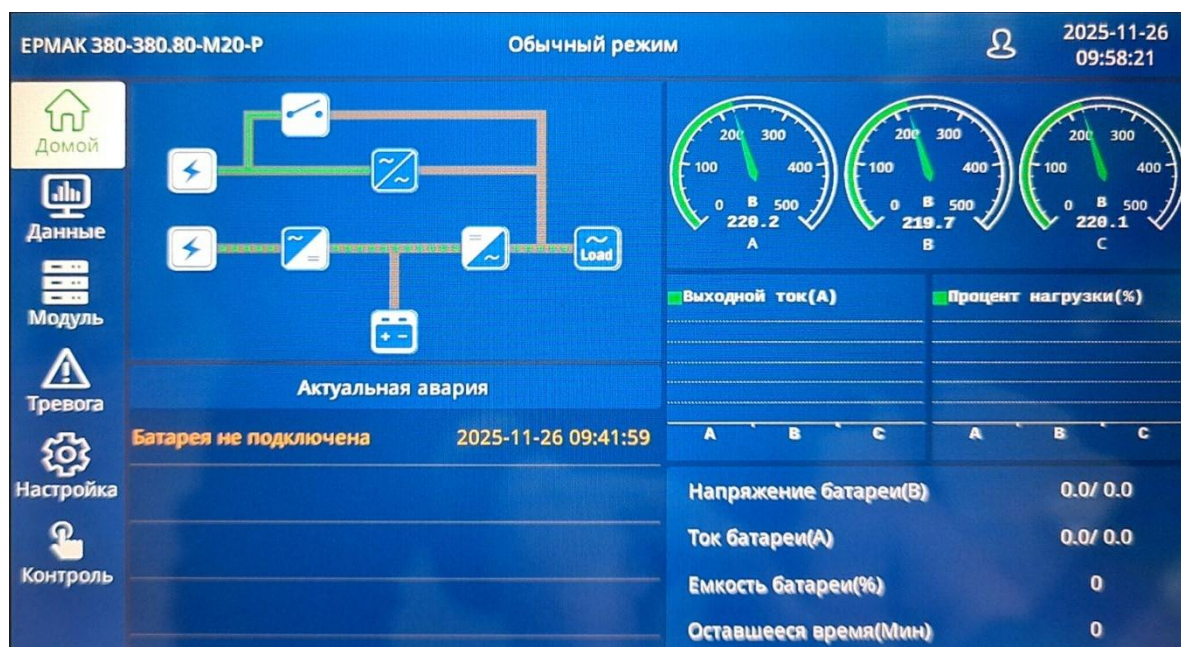 ЕРМАК 380-380.80-М20-Р
Обычный режим
2025-11-26
09:58:21
Домой
Данные
Модуль
Тревога
Настройка
Контроль
Load
Актуальная авария
Батарея не подключена 2025-11-26 09:41:59
0 100 200 300 400 500
В
220.2
A
0 100 200 300 400 500
В
219.7
B
0 100 200 300 400 500
В
220.1
C
Выходной ток(А)
A B C
Процент нагрузки(%)
A B C
Напряжение батареи(В) 0.0/ 0.0
Ток батареи(А) 0.0/ 0.0
Емкость батареи(%) 0
Оставшееся время(Мин) 0